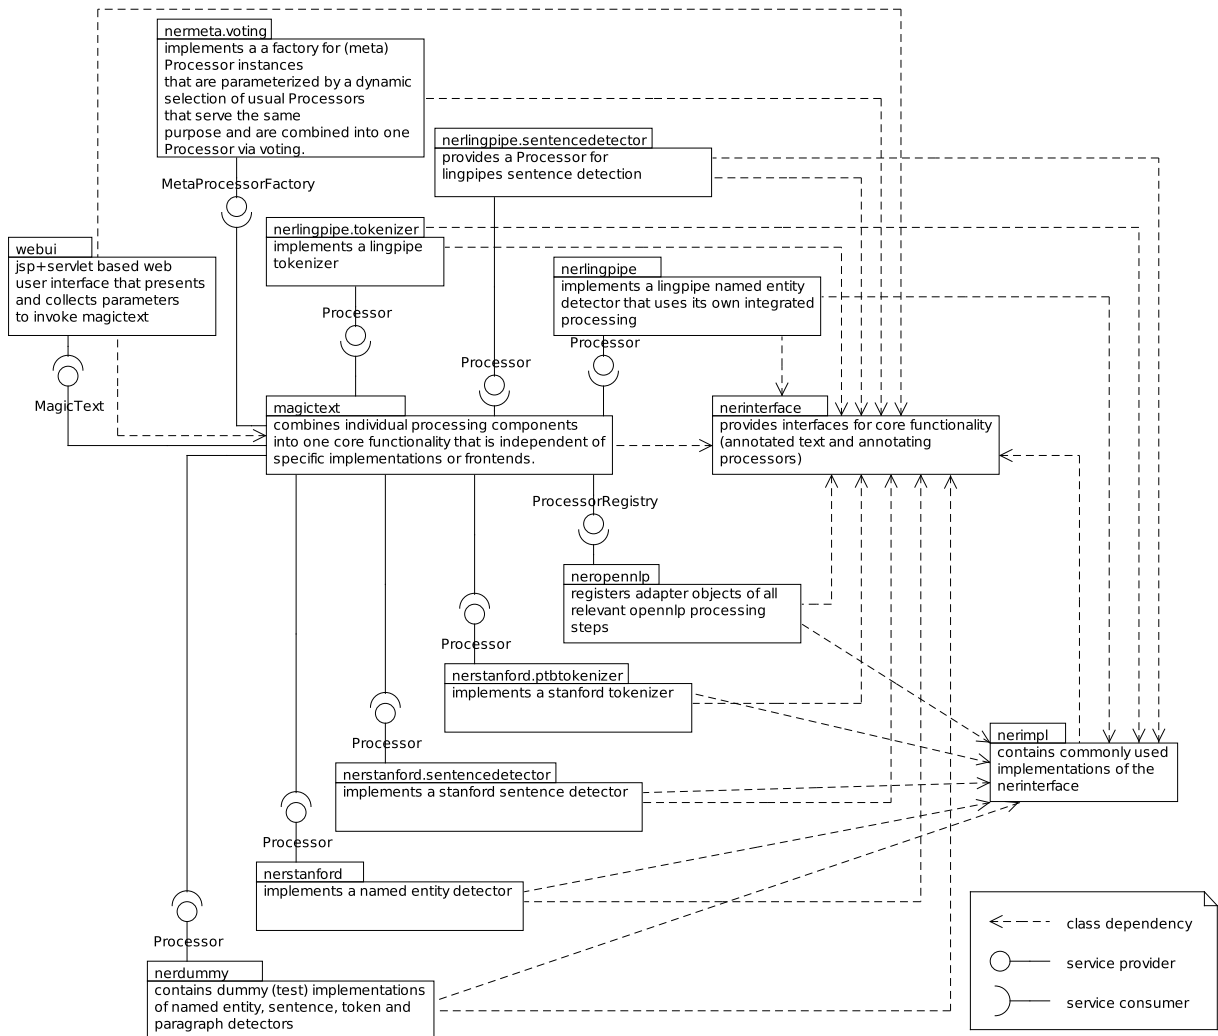 nermeta.voting
implements a a factory for (meta)
Processor instances
that are parameterized by a dynamic
selection of usual Processors
that serve the same
purpose and are combined into one
Processor via voting.
nerlingpipe.sentencedetector
provides a Processor for
lingpipes sentence detection
MetaProcessorFactory
nerlingpipe.tokenizer
implements a lingpipe
tokenizer
webui
jsp+servlet based web
user interface that presents
and collects parameters
to invoke magictext
nerlingpipe
implements a lingpipe named entity
detector that uses its own integrated
processing
Processor
Processor
Processor
MagicText
magictext
combines individual processing components
into one core functionality that is independent of
specific implementations or frontends.
nerinterface
provides interfaces for core functionality
(annotated text and annotating
processors)
ProcessorRegistry
neropennlp
registers adapter objects of all
relevant opennlp processing
steps
Processor
nerstanford.ptbtokenizer
implements a stanford tokenizer
nerimpl
contains commonly used
implementations of the
nerinterface
Processor
nerstanford.sentencedetector
implements a stanford sentence detector
Processor
nerstanford
implements a named entity detector
class dependency
service provider
service consumer
Processor
nerdummy
contains dummy (test) implementations
of named entity, sentence, token and
paragraph detectors